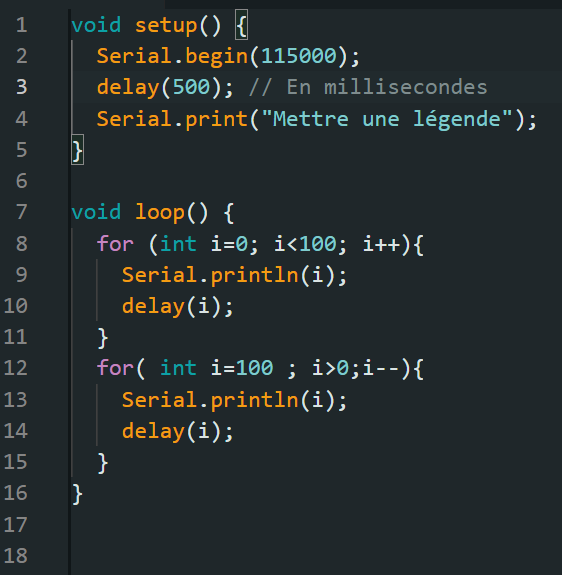 1 void setup() {
2 Serial.begin(115000);
3 delay(500); // En millisecondes
4 Serial.print("Mettre une légende");
5 }
6
7 void loop() {
8 for (int i=0; i<100; i++){
9 Serial.println(i);
10 delay(i);
11 }
12 for( int i=100 ; i>0;i--){
13 Serial.println(i);
14 delay(i);
15 }
16 }
17
18